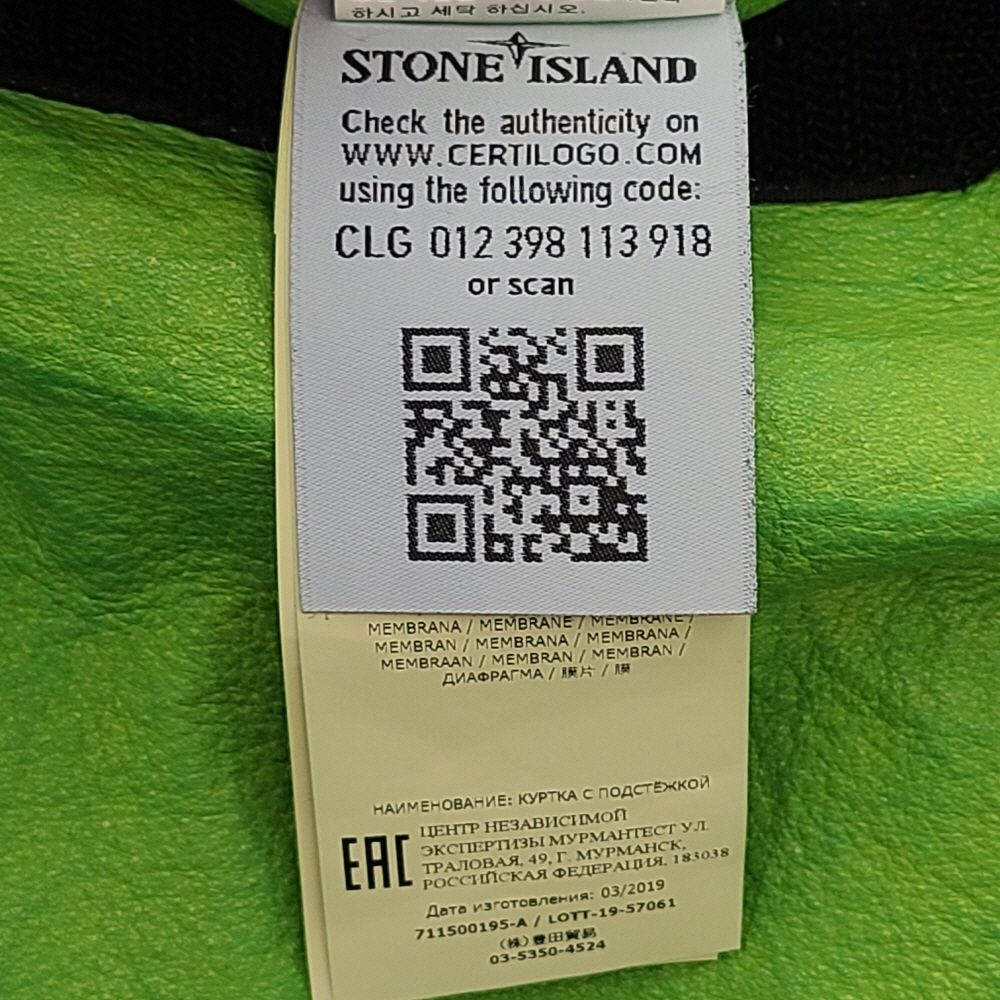 하시고 세탁 하십시오.
STONE ISLAND
Check the authenticity on
WWW.CERTILOGO.COM
using the following code:
CLG 012 398 113 918
or scan
MEMBRANA / MEMBRANE / MEMBRANE /
MEMBRAN / MEMBRANA / MEMBRANA /
MEMBRAAN / MEMBRAN / MEMBRAN /
ДИАФРАГМА / 膜片 / 膜
НАИМЕНОВАНИЕ: КУРТКА С ПОДСТЁЖКОЙ
EAC
ЦЕНТР НЕЗАВИСИМОЙ
ЭКСПЕРТИЗЫ МУРМАНТЕСТ УЛ.
ТРАЛОВАЯ, 49, Г. МУРМАНСК,
РОССИЙСКАЯ ФЕДЕРАЦИЯ, 183038
Дата изготовления: 03/2019
711500195-A / LOTT-19-57061
(株) 豊田貿易
03-5350-4524